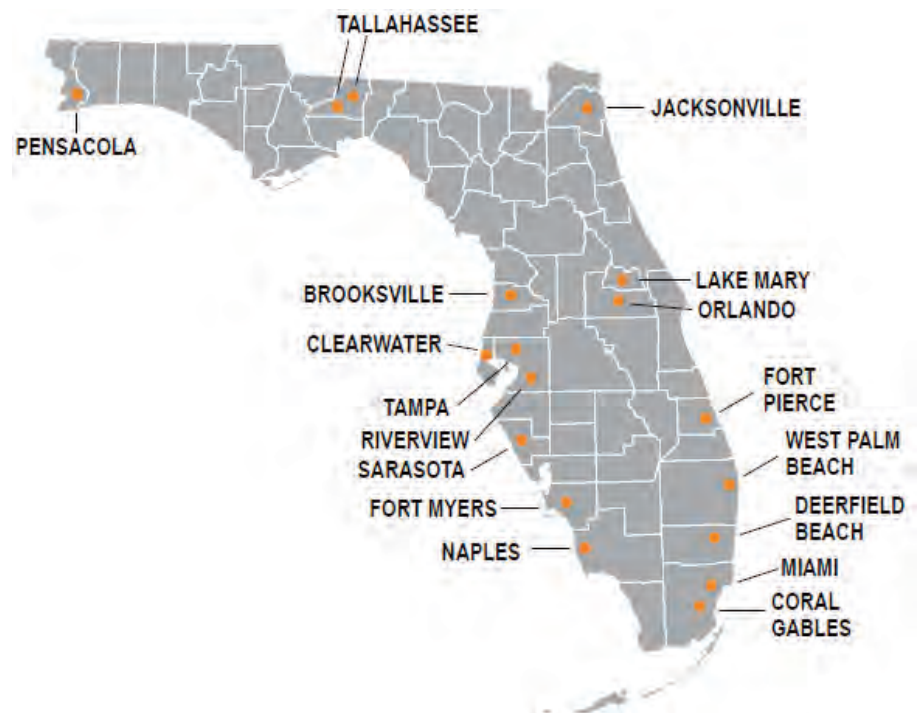 TALLAHASSEE
JACKSONVILLE
PENSACOLA
LAKE MARY
BROOKSVILLE
ORLANDO
CLEARWATER
FORT
PIERCE
TAMPA
RIVERVIEW
SARASOTA
WEST PALM
BEACH
FORT MYERS
DEERFIELD
BEACH
NAPLES
MIAMI
CORAL
GABLES